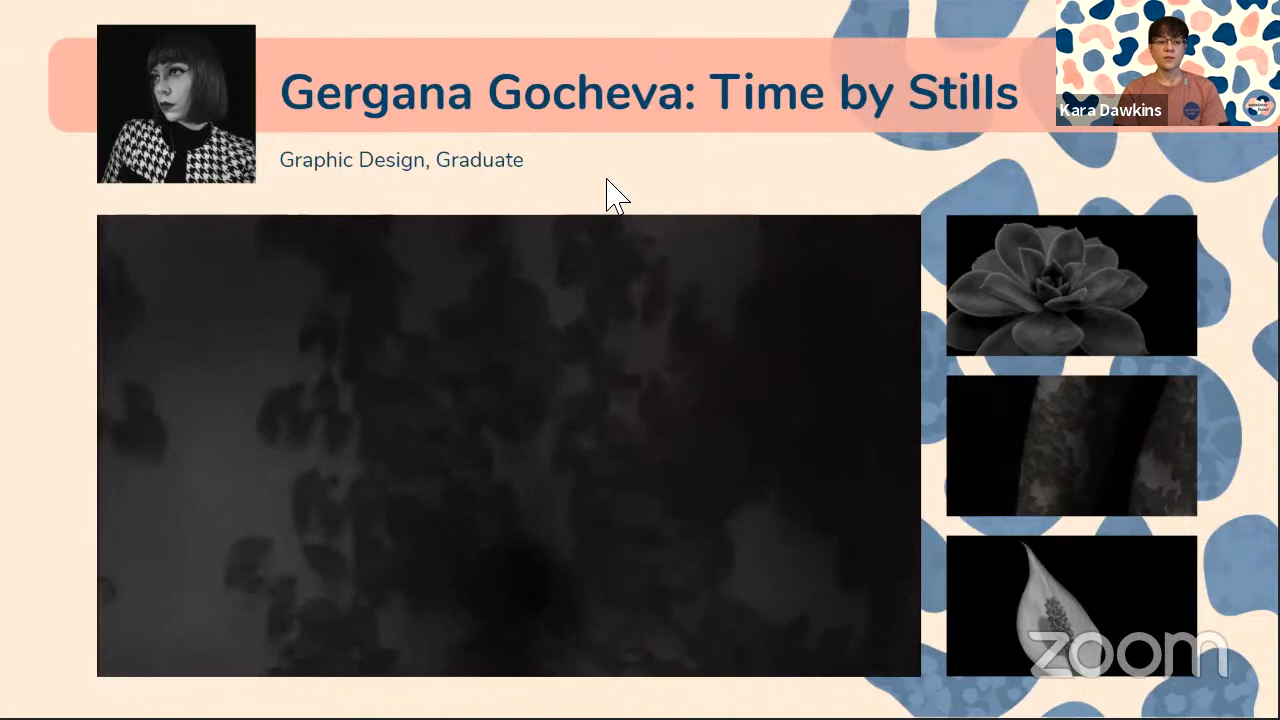 Gergana Gocheva: Time by Stills
Kara Dawkins
Graphic Design, Graduate
zoom